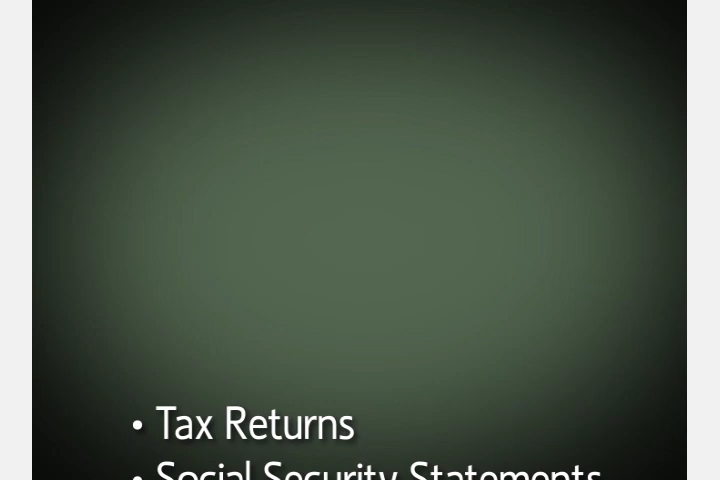 • Tax Returns
• Social Security Statements